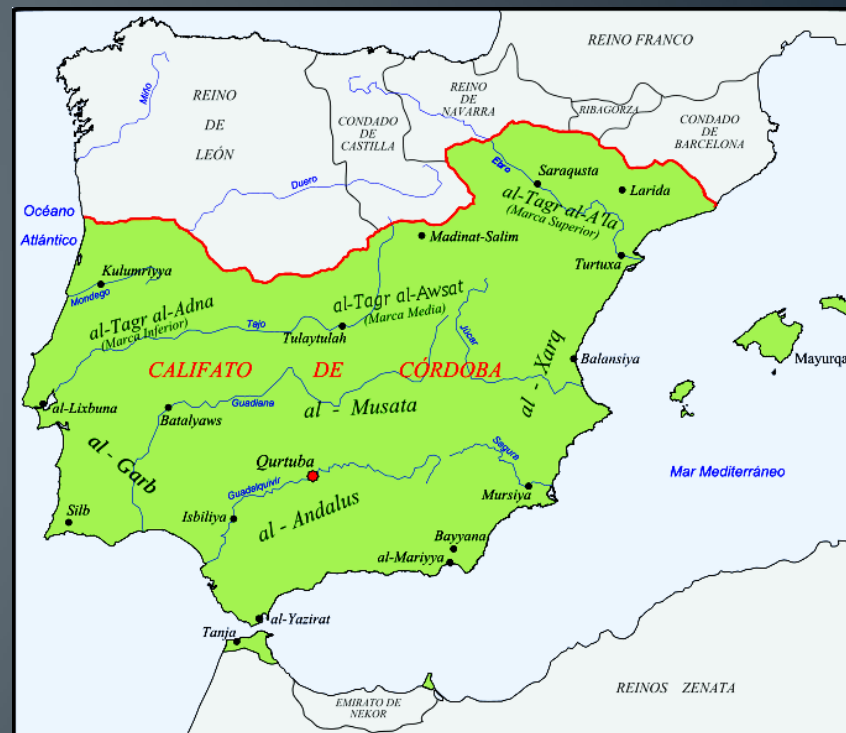 REINO FRANCO
REINO
DE
LEÓN
CONDADO
DE
CASTILLA
REINO
DE
NAVARRA
RIBAGORZA
CONDADO
DE
BARCELONA
Miño
Duero
Ebro
Saraqusta
Larida
al-Tagr al-A'la
(Marca Superior)
Océano
Atlántico
Madinat-Salim
Turtuxa
Kulumriyya
Mondego
al-Tagr al-Adna
(Marca Inferior)
al-Tagr al-Awsat
(Marca Media)
Tajo
Tulaytulah
Júcar
al - Xarq
Balansiya
Mayurqa
CALIFATO DE CÓRDOBA
al-Lixbuna
Batalyaws
Guadiana
al - Musata
al - Garb
Qurtuba
Segura
Mar Mediterráneo
Guadalquivir
Mursiya
Silb
Isbiliya
al - Andalus
Bayyana
al-Mariyya
al-Yazirat
Tanja
EMIRATO DE
NEKOR
REINOS ZENATA